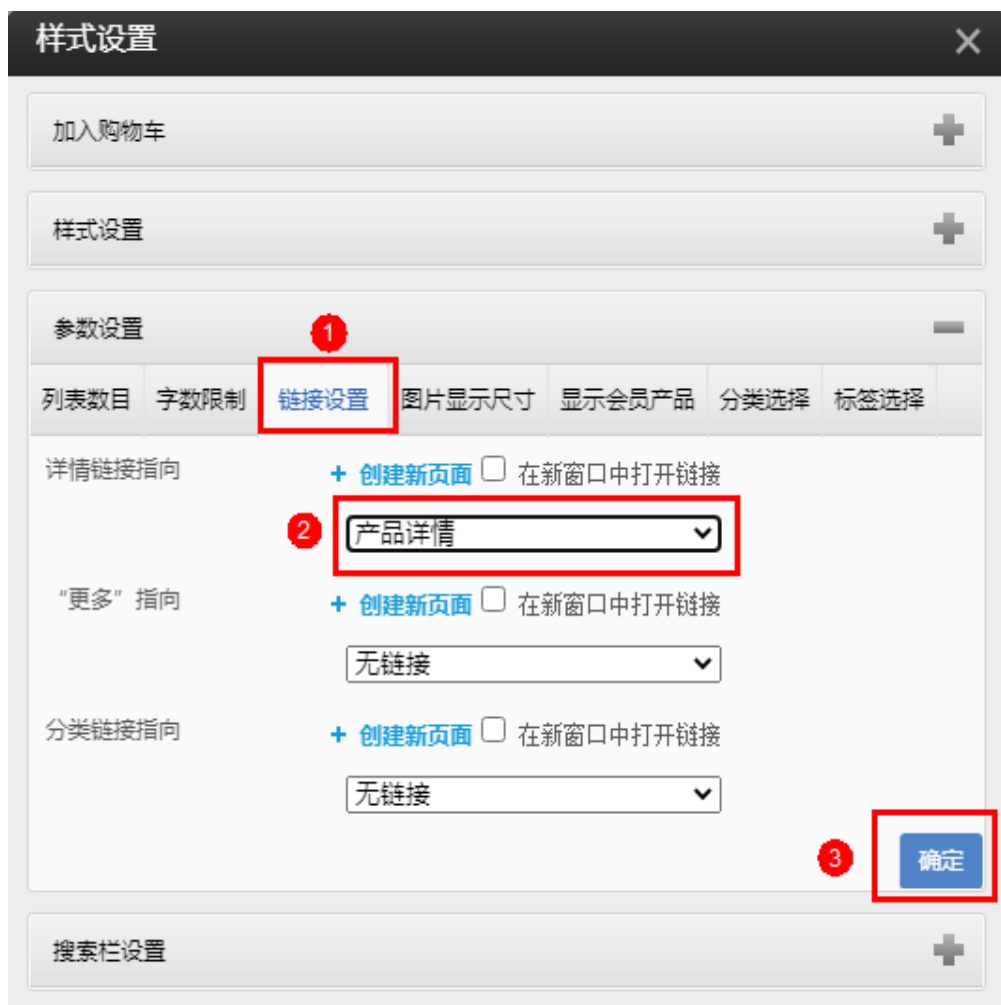 样式设置
加入购物车
样式设置
参数设置
1
列表数目 字数限制 链接设置 图片显示尺寸 显示会员产品 分类选择 标签选择
详情链接指向 + 创建新页面 在新窗口中打开链接
2 产品详情
“更多”指向 + 创建新页面 在新窗口中打开链接
无链接
分类链接指向 + 创建新页面 在新窗口中打开链接
无链接
3 确定
搜索栏设置